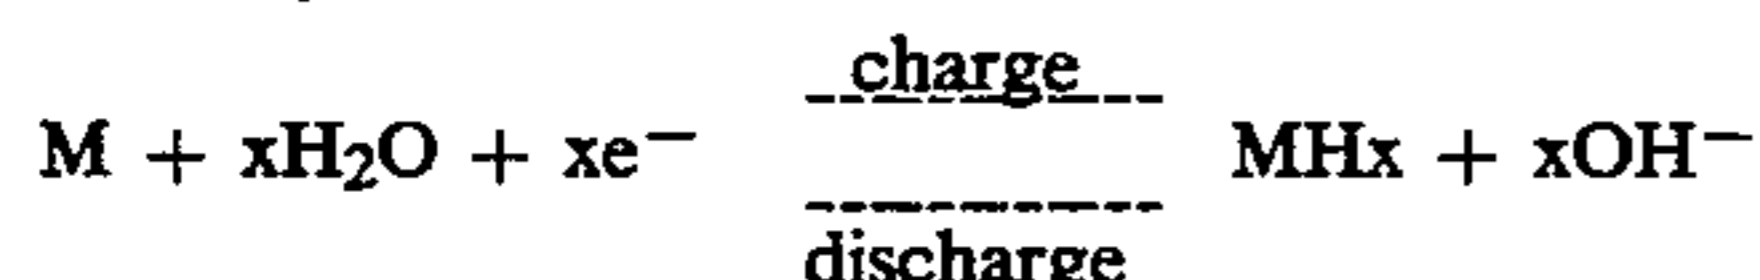 charge
M + xH₂O + xe⁻ MHx + xOH⁻
discharge